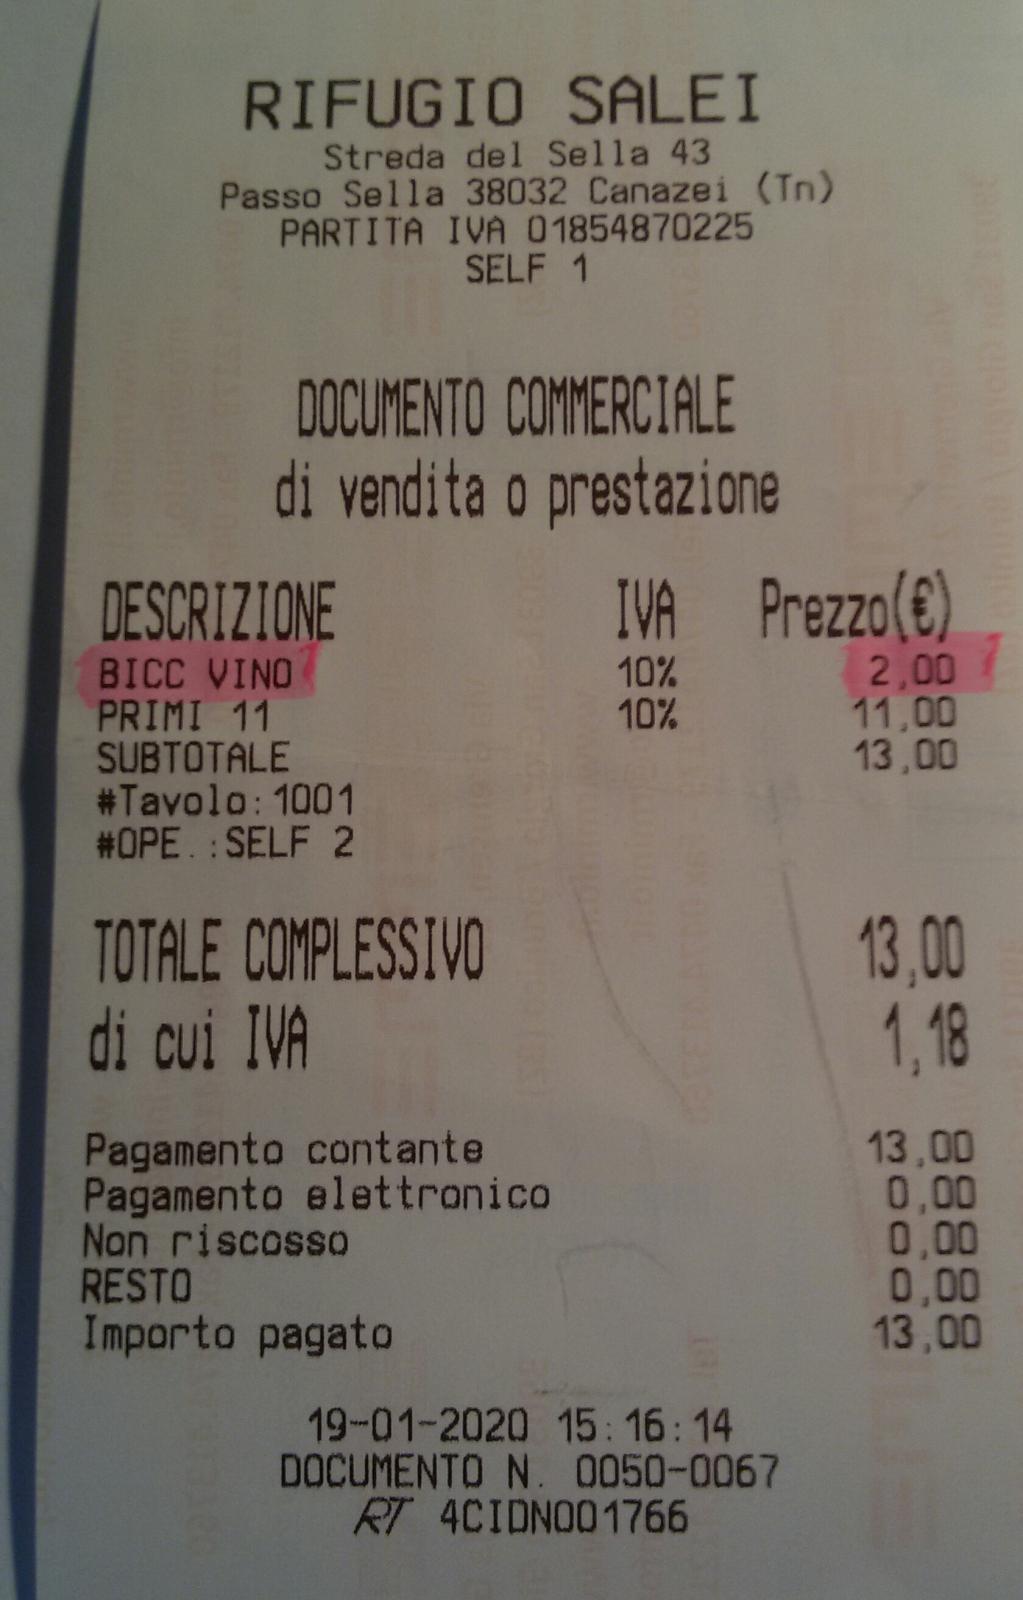 RIFUGIO SALEI
Streda del Sella 43
Passo Sella 38032 Canazei (Tn)
PARTITA IVA 01854870225
SELF 1
DOCUMENTO COMMERCIALE
di vendita o prestazione
DESCRIZIONE IVA Prezzo(€)
BICC VINO 10% 2,00
PRIMI 11 10% 11,00
SUBTOTALE 13,00
#Tavolo:1001
#OPE.:SELF 2
TOTALE COMPLESSIVO 13,00
di cui IVA 1,18
Pagamento contante 13,00
Pagamento elettronico 0,00
Non riscosso 0,00
RESTO 0,00
Importo pagato 13,00
19-01-2020 15:16:14
DOCUMENTO N. 0050-0067
RT 4CIDN001766